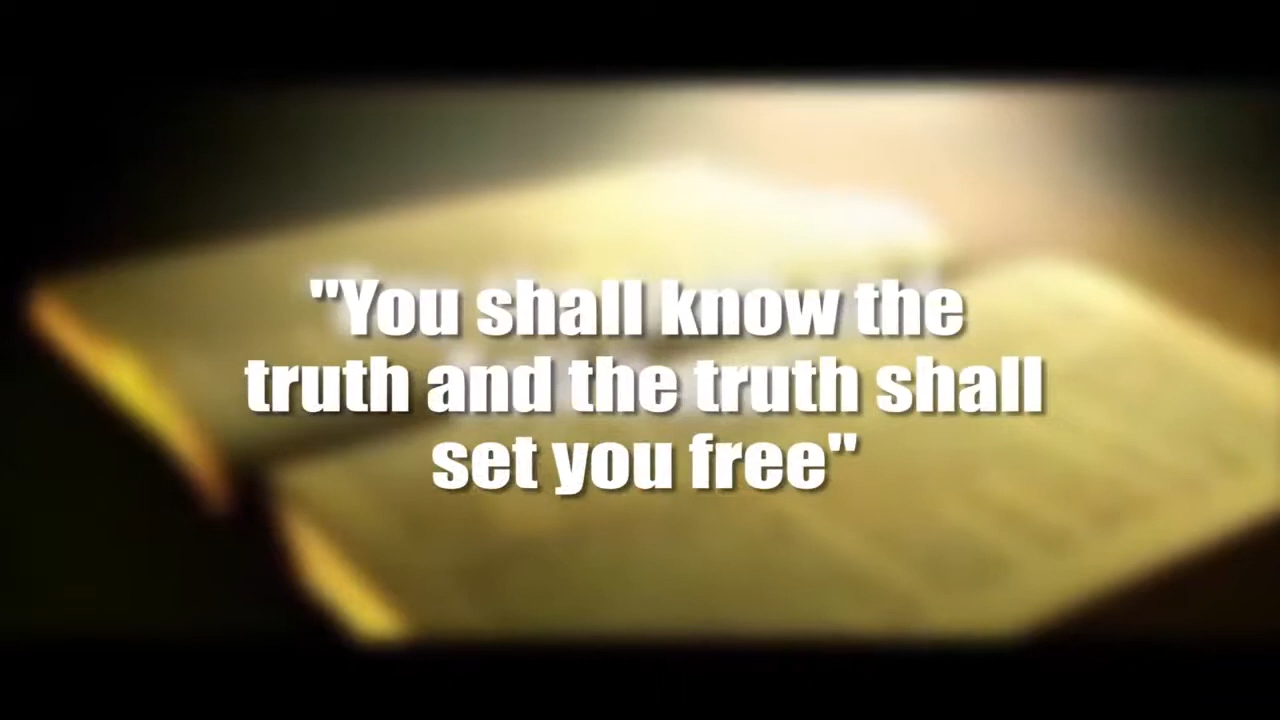 "You shall know the
truth and the truth shall
set you free"